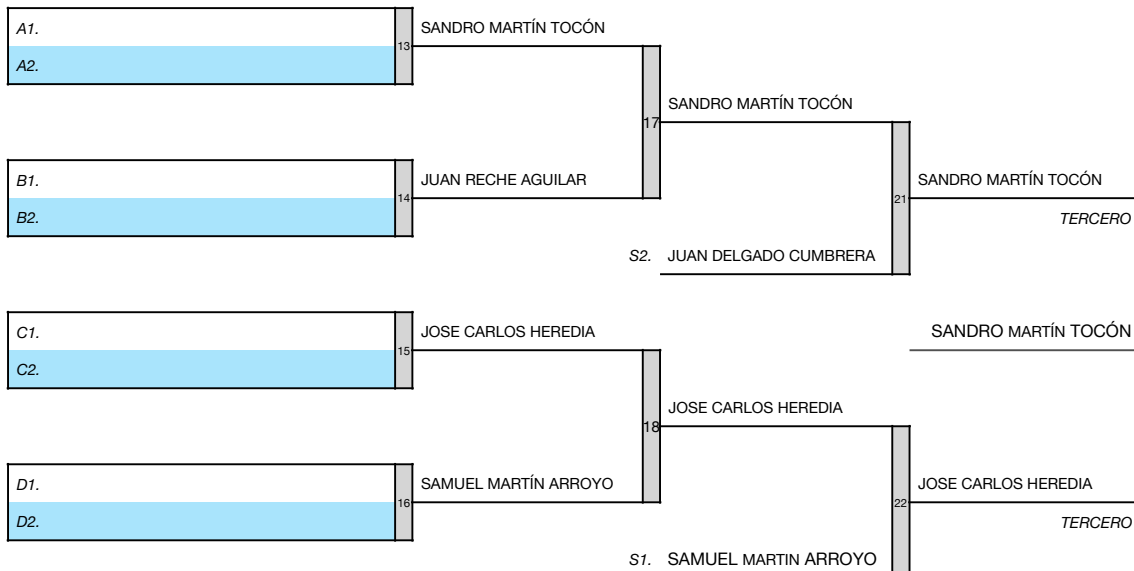 A1.
SANDRO MARTÍN TOCÓN
13
A2.
SANDRO MARTÍN TOCÓN
17
B1.
JUAN RECHE AGUILAR
SANDRO MARTÍN TOCÓN
14
21
B2.
TERCERO
S2. JUAN DELGADO CUMBRERA
C1.
JOSE CARLOS HEREDIA
SANDRO MARTÍN TOCÓN
15
C2.
JOSE CARLOS HEREDIA
18
D1.
SAMUEL MARTÍN ARROYO
JOSE CARLOS HEREDIA
16
22
D2.
TERCERO
S1. SAMUEL MARTIN ARROYO